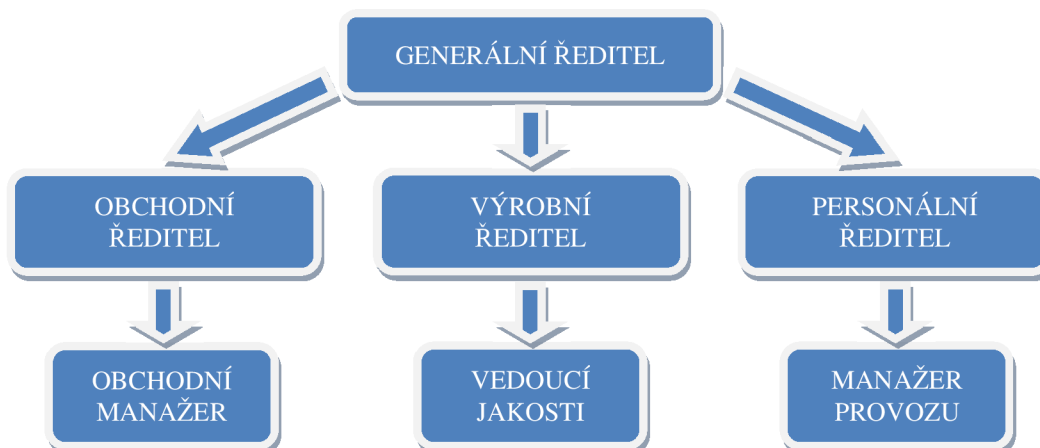 GENERÁLNÍ ŘEDITEL
OBCHODNÍ
ŘEDITEL
VÝROBNÍ
ŘEDITEL
PERSONÁLNÍ
ŘEDITEL
OBCHODNÍ
MANAŽER
VEDOUCÍ
JAKOSTI
MANAŽER
PROVOZU